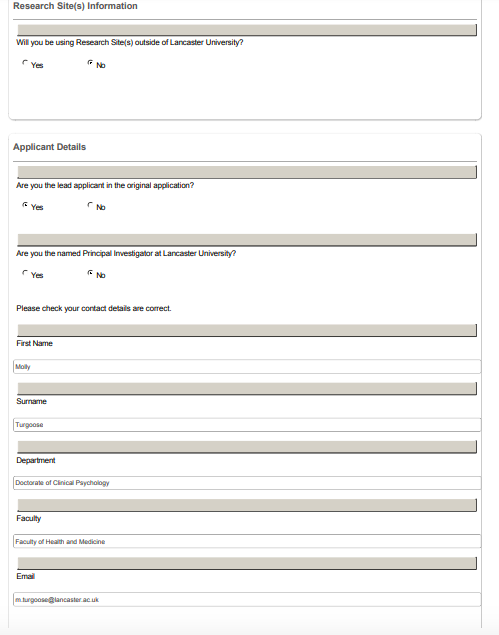 Research Site(s) Information
Will you be using Research Site(s) outside of Lancaster University?
Yes No
Applicant Details
Are you the lead applicant in the original application?
Yes No
Are you the named Principal Investigator at Lancaster University?
Yes No
Please check your contact details are correct.
First Name
Molly
Surname
Turgoose
Department
Doctorate of Clinical Psychology
Faculty
Faculty of Health and Medicine
Email
m.turgoose@lancaster.ac.uk